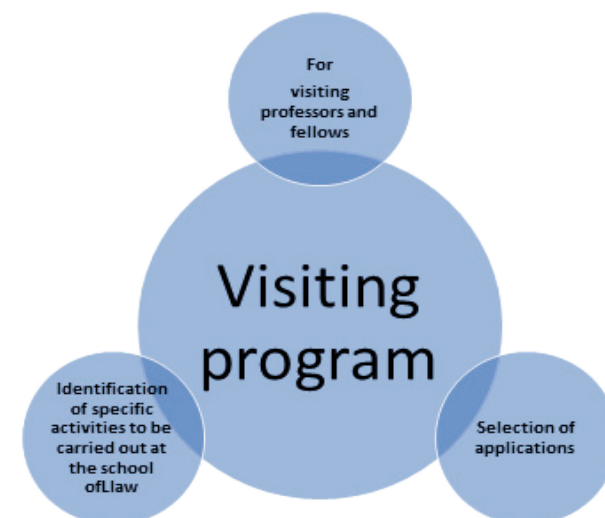 For
visiting
professors and
fellows
Visiting
program
Identification
of specific
activities to be
carried out at
the school
ofLlaw
Selection of
applications